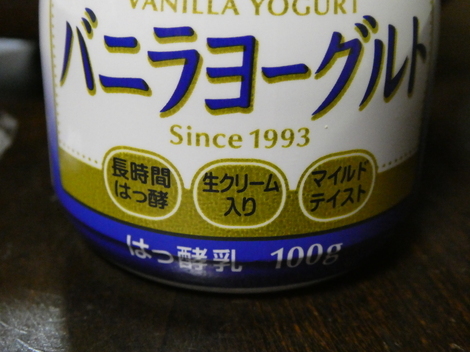 VANILLA YOGURT
バニラヨーグルト
Since 1993
長時間
はっ酵
生クリーム
入り
マイルド
テイスト
はっ酵乳 100g